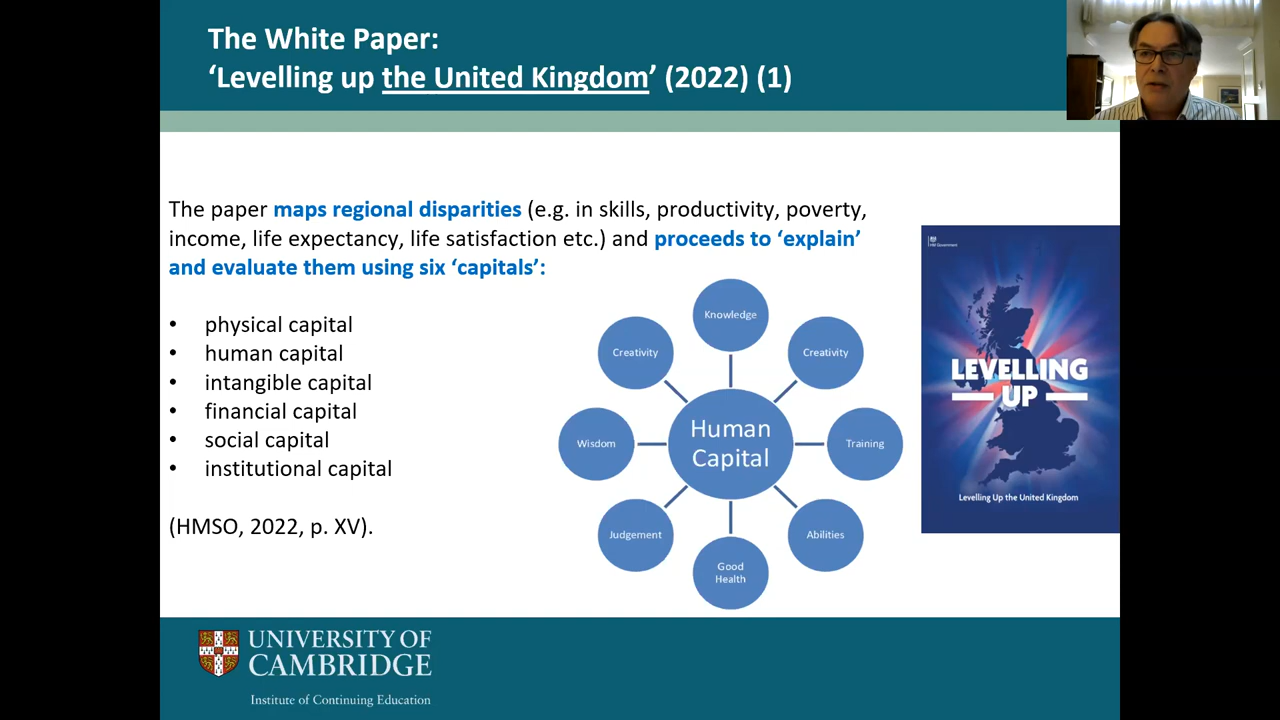 The White Paper:
‘Levelling up the United Kingdom’ (2022) (1)
The paper maps regional disparities (e.g. in skills, productivity, poverty,
income, life expectancy, life satisfaction etc.) and proceeds to ‘explain’
and evaluate them using six ‘capitals’:
• physical capital
• human capital
• intangible capital
• financial capital
• social capital
• institutional capital
(HMSO, 2022, p. XV).
Knowledge
Creativity
Creativity
Human
Capital
Wisdom
Training
Judgement
Abilities
Good
Health
HM Government
LEVELLING
UP
Levelling Up the United Kingdom
UNIVERSITY OF
CAMBRIDGE
Institute of Continuing Education